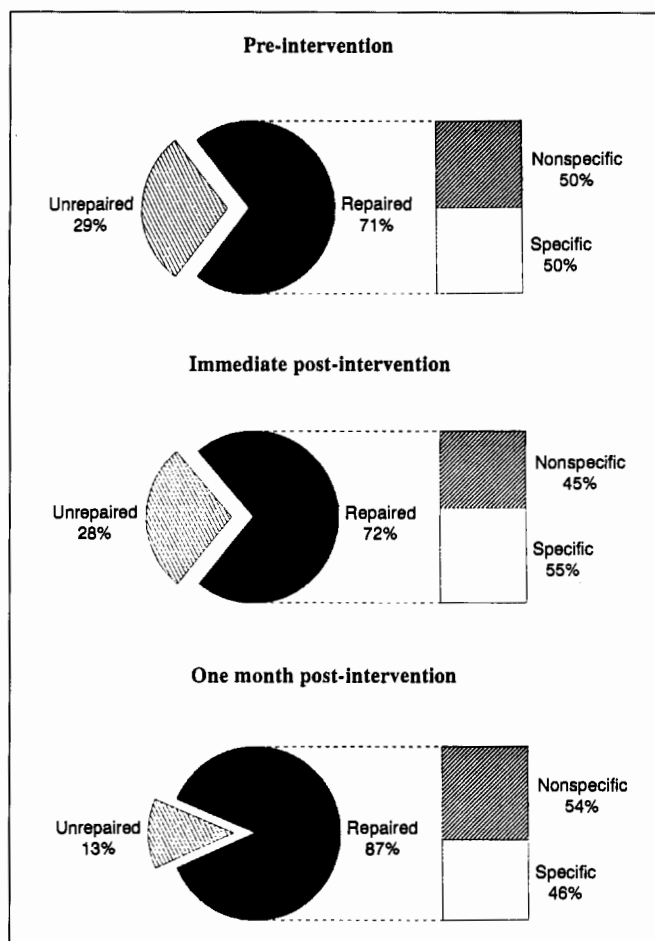 Pre-intervention
Unrepaired
29%
Repaired
71%
Nonspecific
50%
Specific
50%
Immediate post-intervention
Unrepaired
28%
Repaired
72%
Nonspecific
45%
Specific
55%
One month post-intervention
Unrepaired
13%
Repaired
87%
Nonspecific
54%
Specific
46%